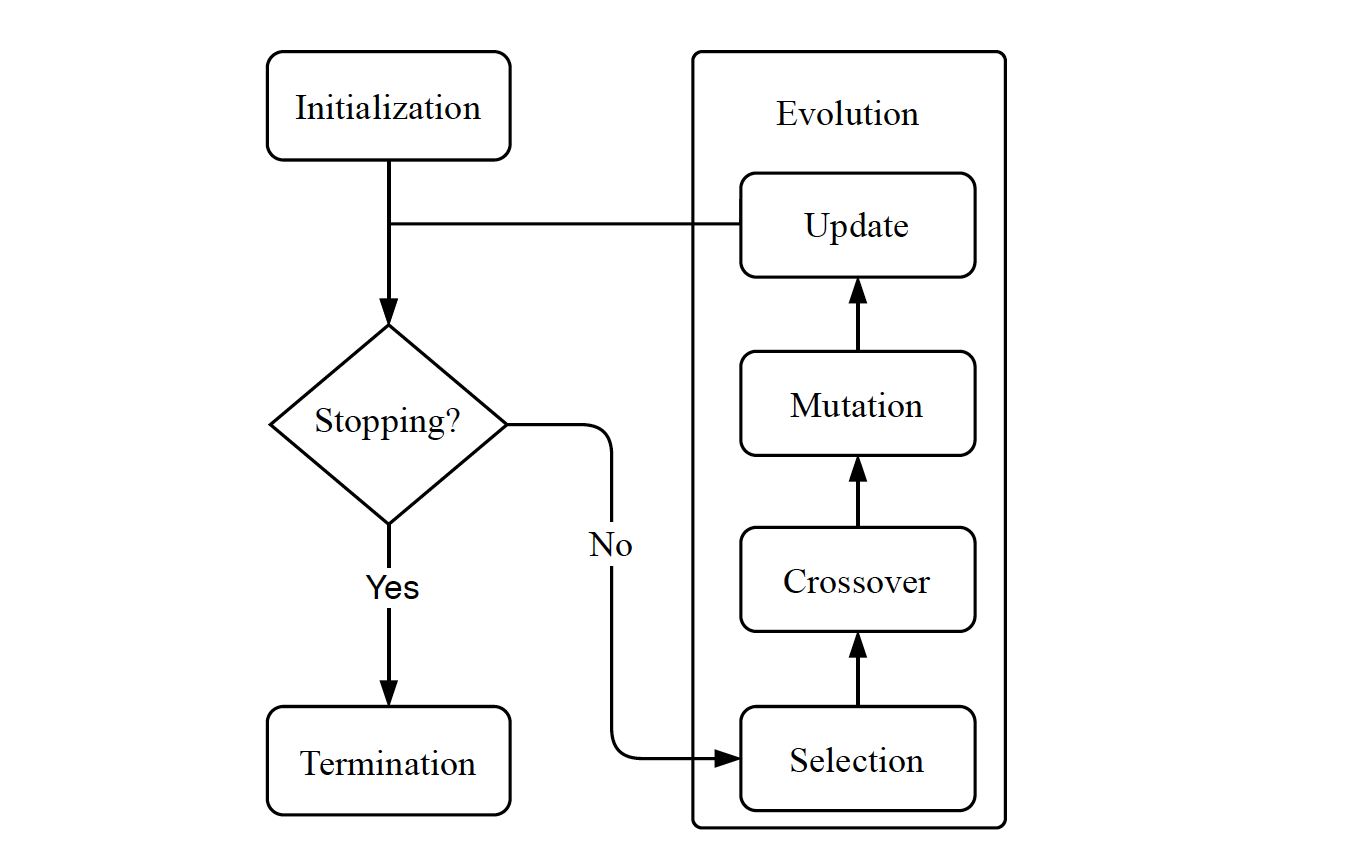 Initialization
Evolution
Update
Mutation
Stopping?
No
Crossover
Yes
Termination
Selection